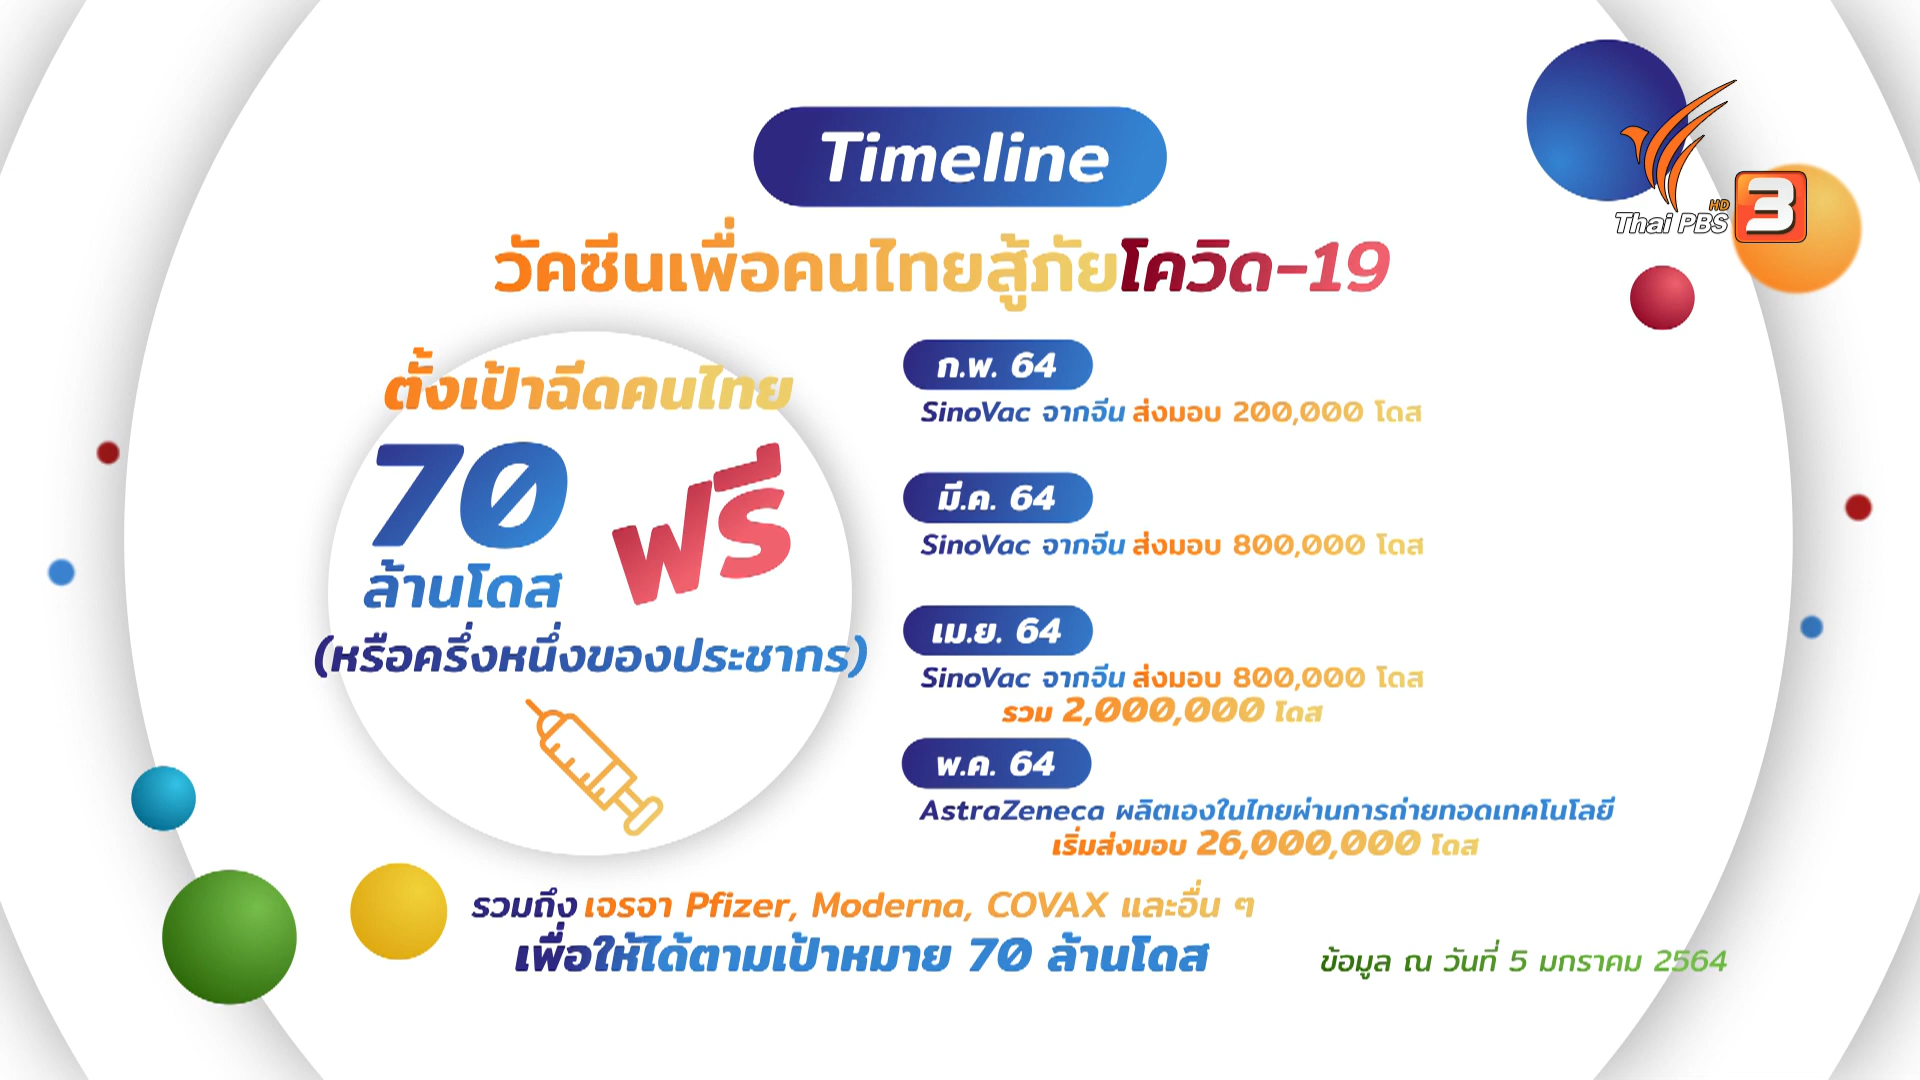 Timeline
วัคซีนเพื่อคนไทยสู้ภัยโควิด-19
Thai PBS HD 3
ตั้งเป้าฉีดคนไทย
70 ฟรี
ล้านโดส
(หรือครึ่งหนึ่งของประชากร)
ก.พ. 64
SinoVac จากจีน ส่งมอบ 200,000 โดส
มี.ค. 64
SinoVac จากจีน ส่งมอบ 800,000 โดส
เม.ย. 64
SinoVac จากจีน ส่งมอบ 800,000 โดส
รวม 2,000,000 โดส
พ.ค. 64
AstraZeneca ผลิตเองในไทยผ่านการถ่ายทอดเทคโนโลยี
เริ่มส่งมอบ 26,000,000 โดส
รวมถึง เจรจา Pfizer, Moderna, COVAX และอื่น ๆ
เพื่อให้ได้ตามเป้าหมาย 70 ล้านโดส
ข้อมูล ณ วันที่ 5 มกราคม 2564